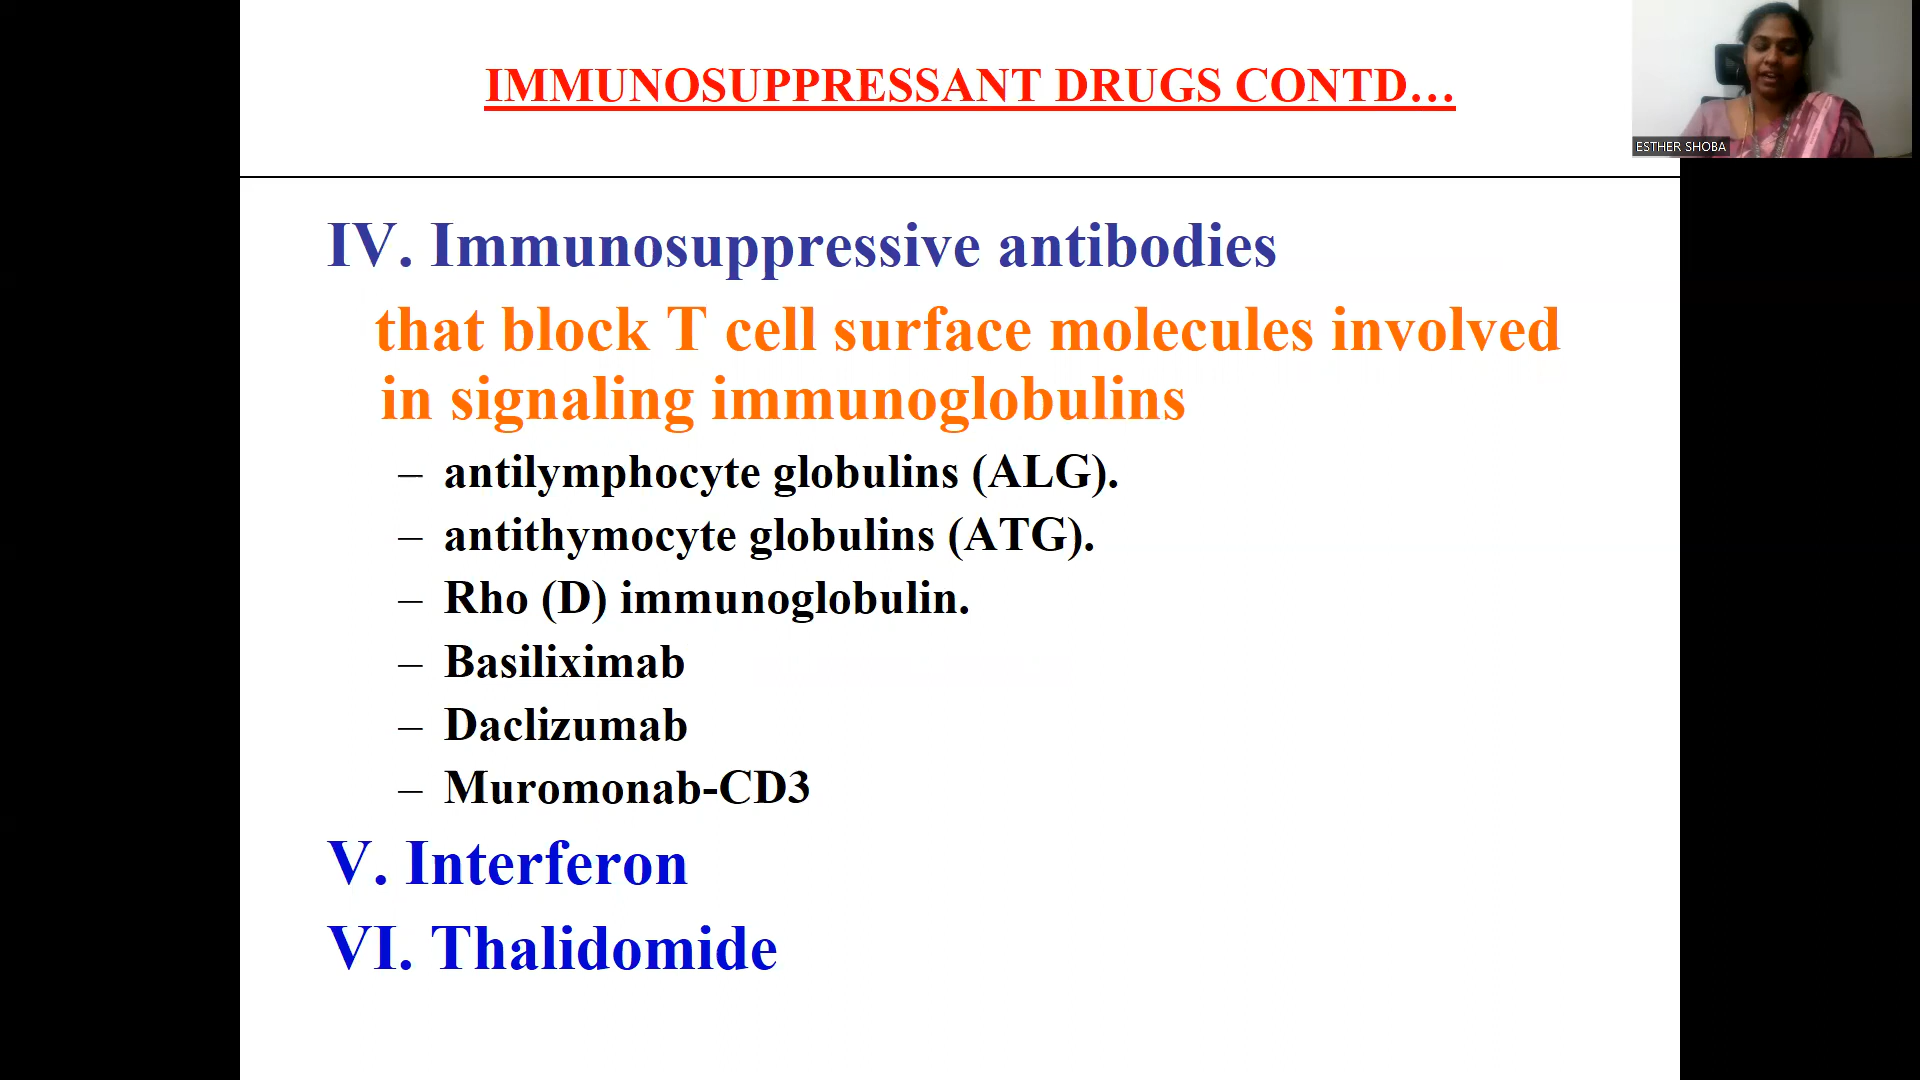 IMMUNOSUPPRESSANT DRUGS CONTD…
ESTHER SHOBA
IV. Immunosuppressive antibodies
that block T cell surface molecules involved
in signaling immunoglobulins
– antilymphocyte globulins (ALG).
– antithymocyte globulins (ATG).
– Rho (D) immunoglobulin.
– Basiliximab
– Daclizumab
– Muromonab-CD3
V. Interferon
VI. Thalidomide